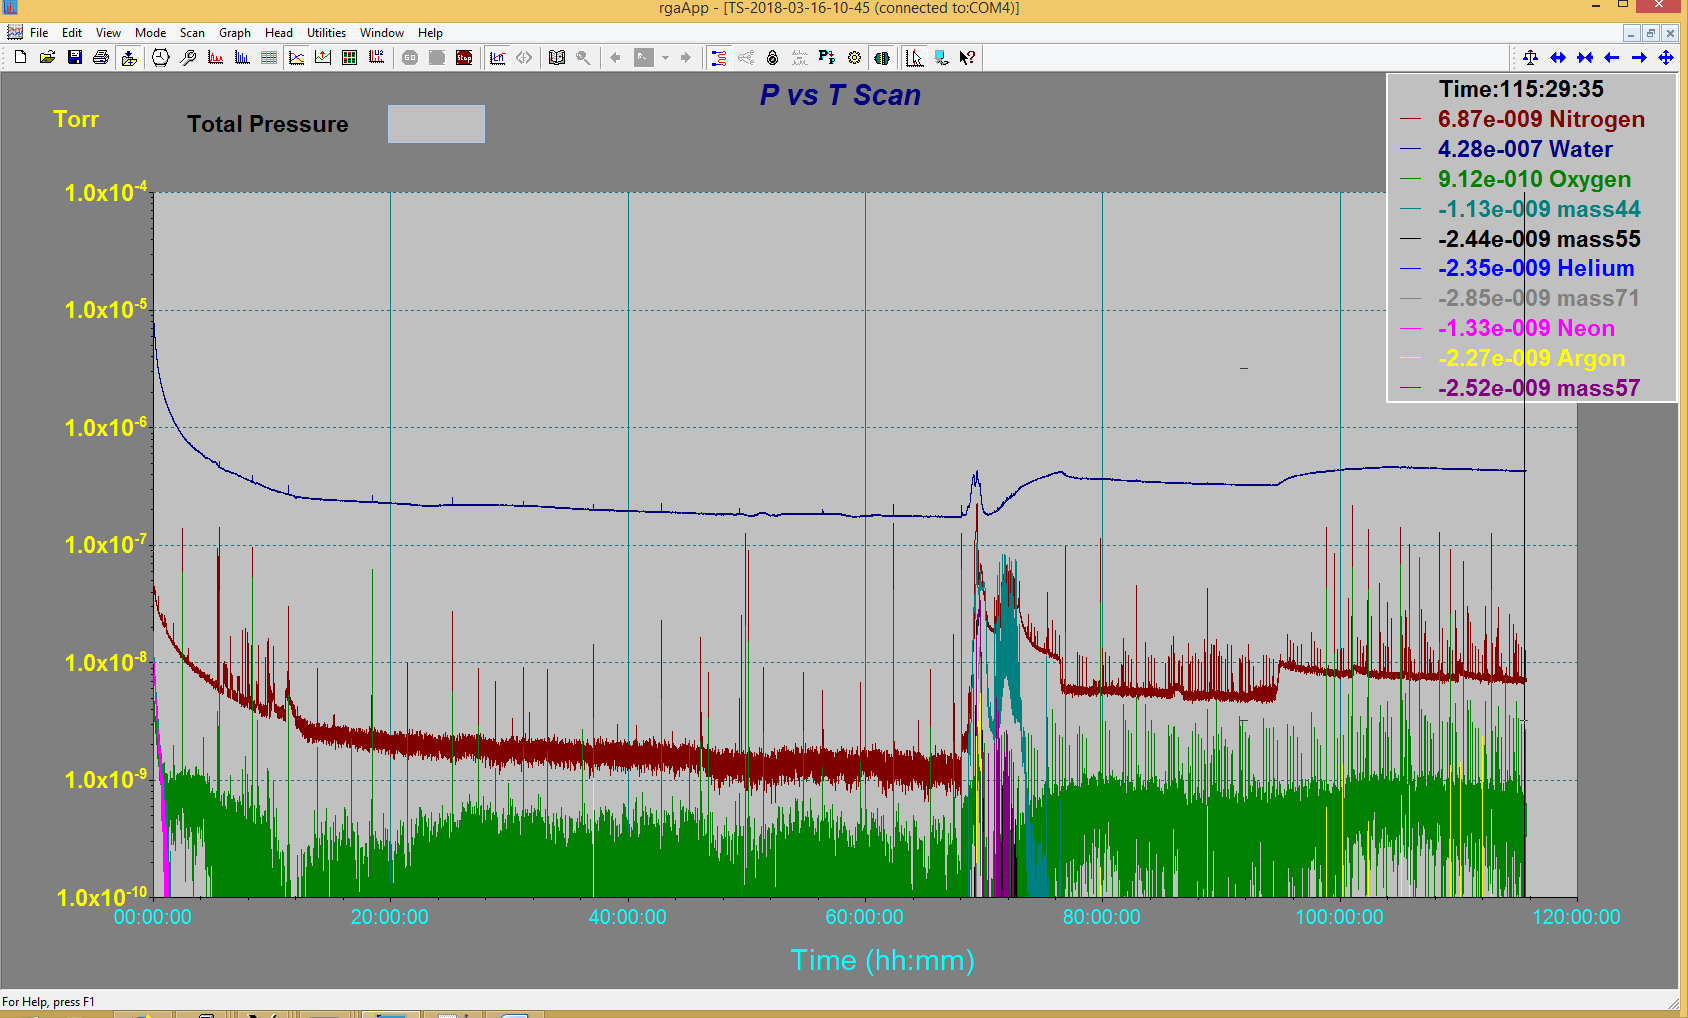 rgaApp - [TS-2018-03-16-10-45 (connected to:COM4)]
File Edit View Mode Scan Graph Head Utilities Window Help
GO Stop
P vs T Scan
Torr
Total Pressure
Time:115:29:35
6.87e-009 Nitrogen
4.28e-007 Water
9.12e-010 Oxygen
-1.13e-009 mass44
-2.44e-009 mass55
-2.35e-009 Helium
-2.85e-009 mass71
-1.33e-009 Neon
-2.27e-009 Argon
-2.52e-009 mass57
1.0x10-4
1.0x10-5
1.0x10-6
1.0x10-7
1.0x10-8
1.0x10-9
1.0x10-10
00:00:00 20:00:00 40:00:00 60:00:00 80:00:00 100:00:00 120:00:00
Time (hh:mm)
For Help, press F1